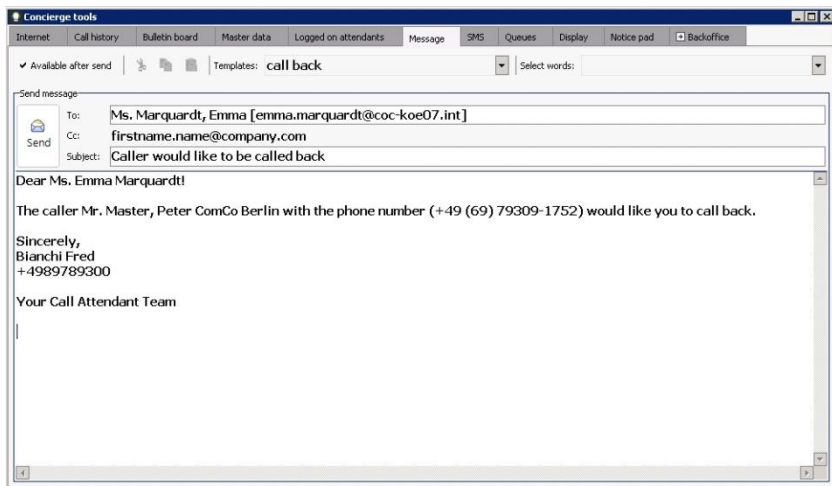 Concierge tools
Internet Call history Bulletin board Master data Logged on attendants Message SMS Queues Display Notice pad Backoffice
Available after send Templates: call back Select words:
Send message
To: Ms. Marquardt, Emma [emma.marquardt@coc-koe07.int]
Send
Cc: firstname.name@company.com
Subject: Caller would like to be called back
Dear Ms. Emma Marquardt!
The caller Mr. Master, Peter ComCo Berlin with the phone number (+49 (69) 79309-1752) would like you to call back.
Sincerely,
Bianchi Fred
+4989789300
Your Call Attendant Team